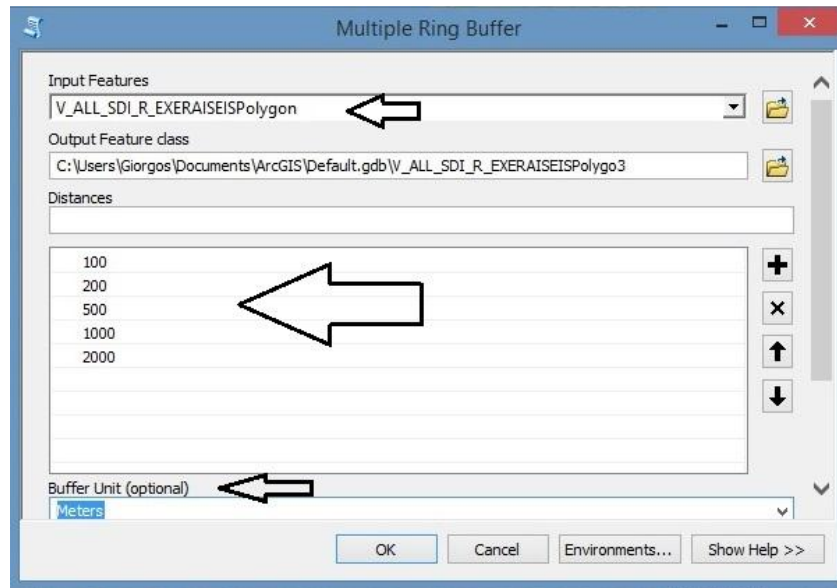 Multiple Ring Buffer
Input Features
V_ALL_SDI_R_EXERAISEISPolygon
Output Feature class
C:\Users\Giorgos\Documents\ArcGIS\Default.gdb\V_ALL_SDI_R_EXERAISEISPolygo3
Distances
100
200
500
1000
2000
Buffer Unit (optional)
Meters
OK Cancel Environments... Show Help >>